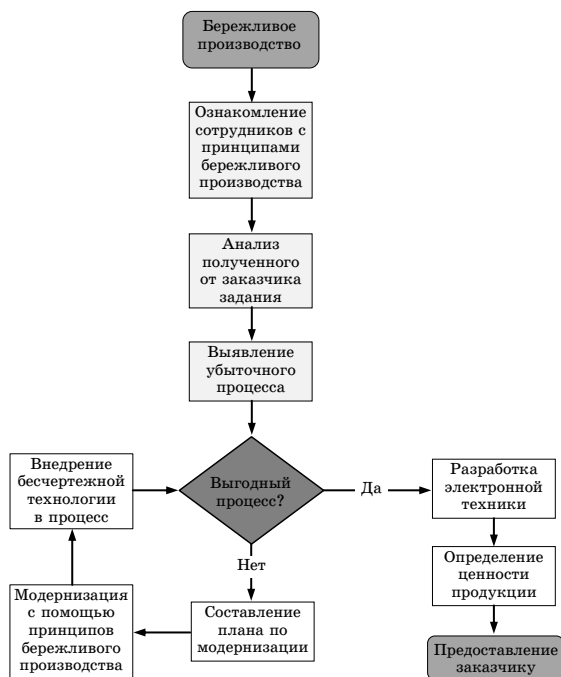 Бережливое
производство
Ознакомление
сотрудников с
принципами
бережливого
производства
Анализ
полученного
от заказчика
задания
Выявление
убыточного
процесса
Выгодный
процесс?
Да
Разработка
электронной
техники
Определение
ценности
продукции
Предоставление
заказчику
Нет
Составление
плана по
модернизации
Модернизация
с помощью
принципов
бережливого
производства
Внедрение
бесчертежной
технологии
в процесс